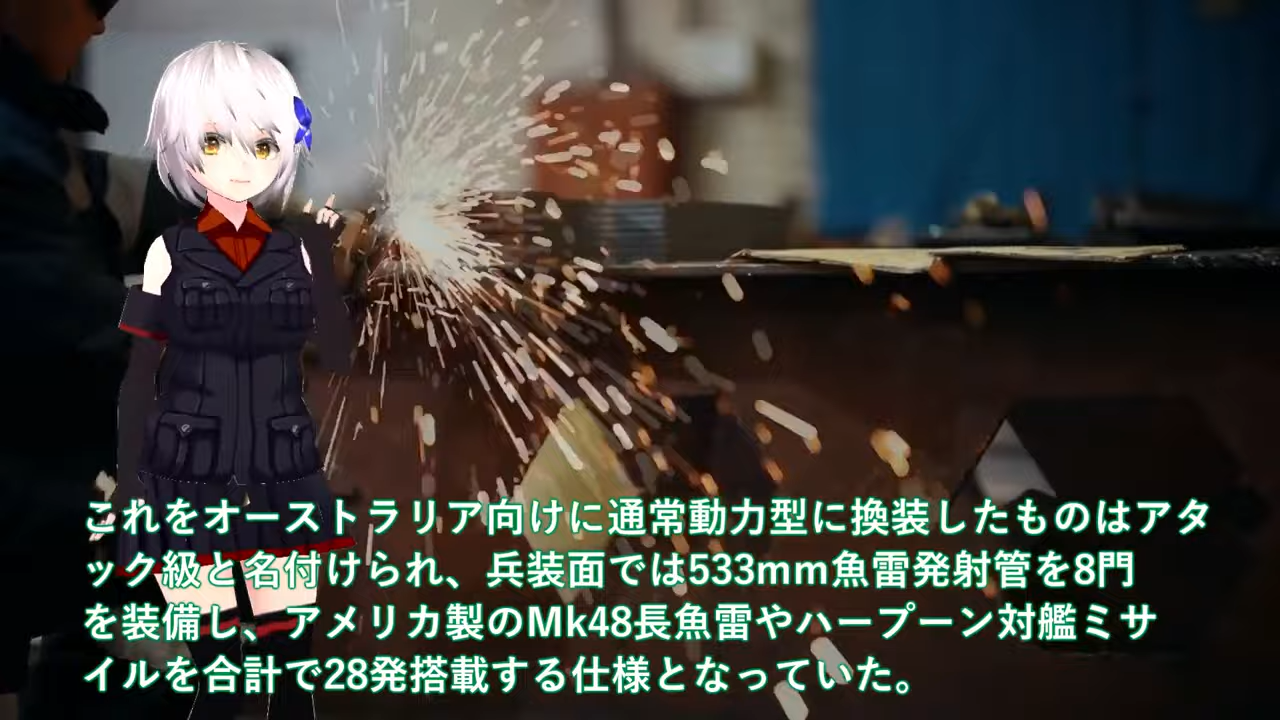 これをオーストラリア向けに通常動力型に換装したものはアタ
ック級と名付けられ、兵装面では533mm魚雷発射管を8門
を装備し、アメリカ製のMk48長魚雷やハープーン対艦ミサ
イルを合計で28発搭載する仕様となっていた。